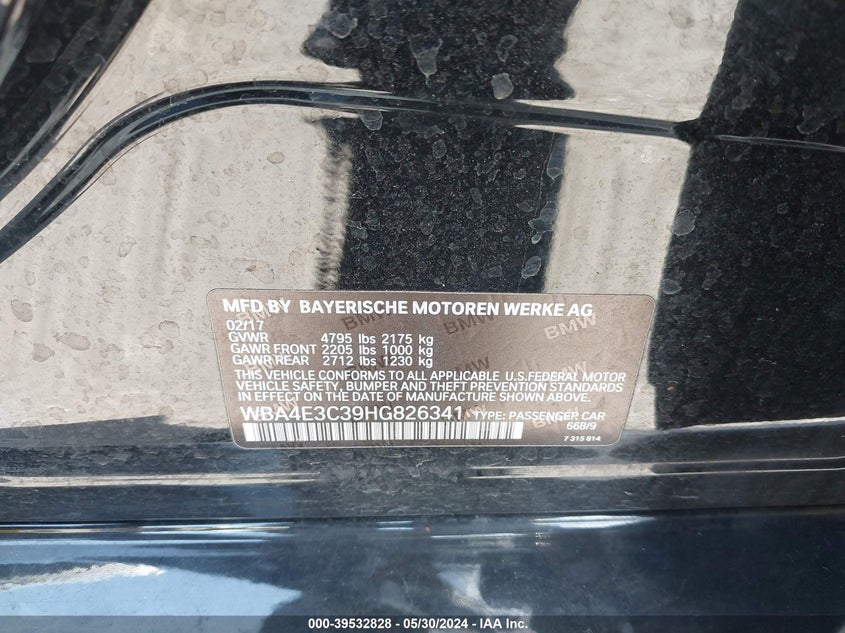 MFD BY BAYERISCHE MOTOREN WERKE AG
02/17
GVWR 4795 lbs 2175 kg
GAWR FRONT 2205 lbs 1000 kg
GAWR REAR 2712 lbs 1230 kg
THIS VEHICLE CONFORMS TO ALL APPLICABLE U.S.FEDERAL MOTOR
VEHICLE SAFETY, BUMPER AND THEFT PREVENTION STANDARDS
IN EFFECT ON THE DATE OF MANUFACTURE SHOWN ABOVE.
WBA4E3C39HG826341 TYPE: PASSENGER CAR
668/9
7 315 814
000-39532828 - 05/30/2024 - IAA Inc.